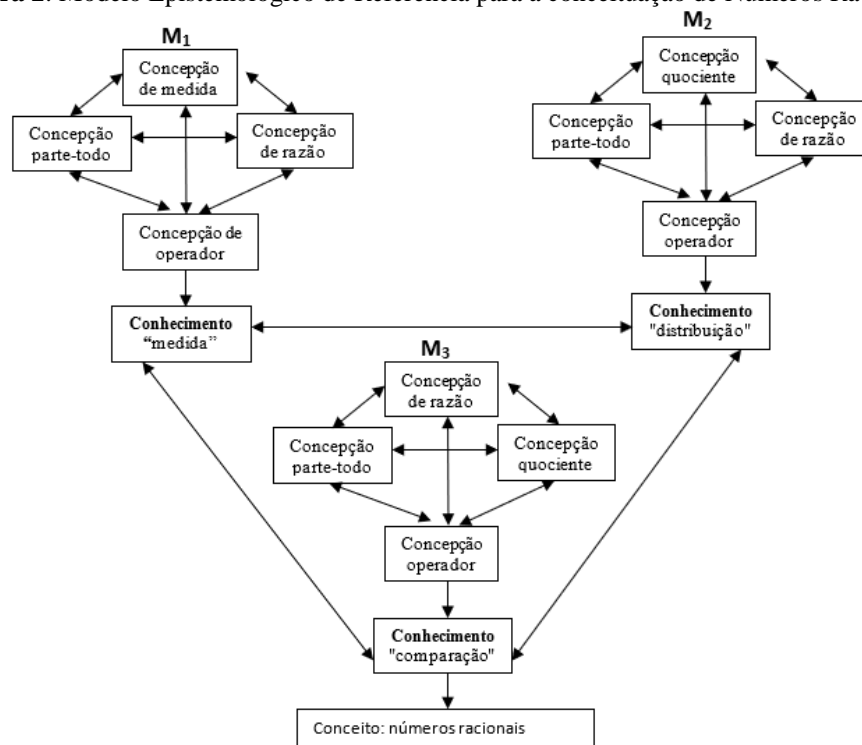 2: Modelo Epistemológico de Referência para a conceituação de Números Ra
M1
Concepção
de medida
Concepção
parte-todo
Concepção
de razão
Concepção de
operador
Conhecimento
“medida”
M2
Concepção
quociente
Concepção
parte-todo
Concepção
de razão
Concepção
operador
Conhecimento
"distribuição"
M3
Concepção
de razão
Concepção
parte-todo
Concepção
quociente
Concepção
operador
Conhecimento
"comparação"
Conceito: números racionais